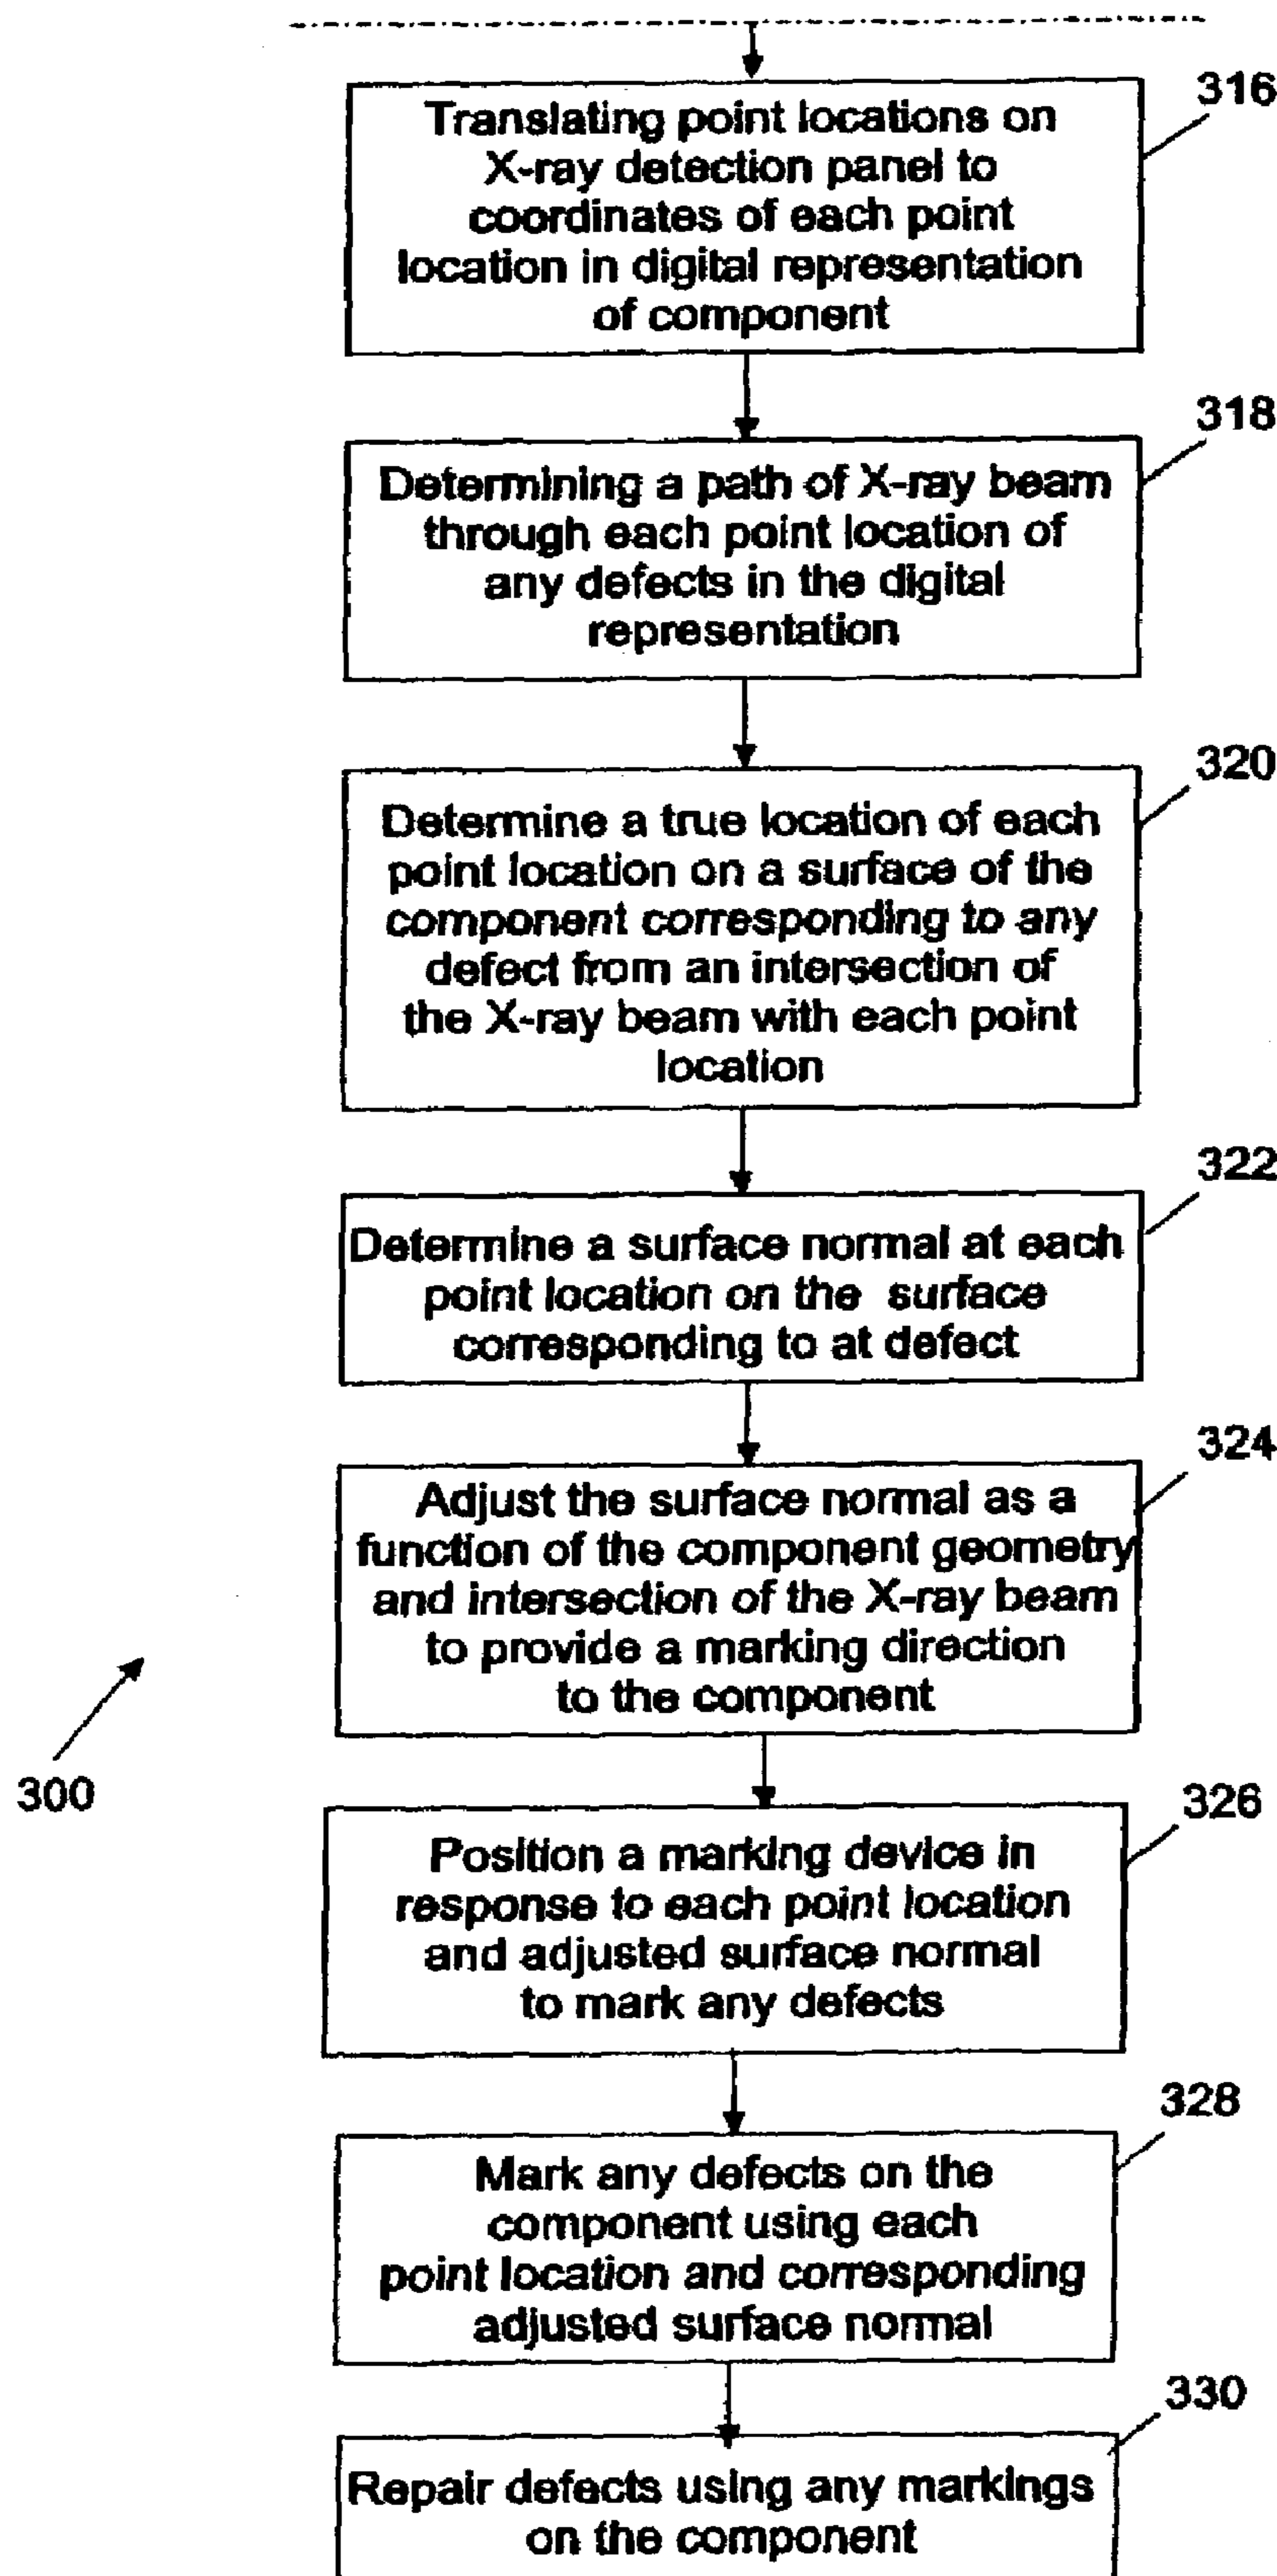 316
Translating point locations on
X-ray detection panel to
coordinates of each point
location in digital representation
of component
318
Determining a path of X-ray beam
through each point location of
any defects in the digital
representation
320
Determine a true location of each
point location on a surface of the
component corresponding to any
defect from an intersection of
the X-ray beam with each point
location
322
Determine a surface normal at each
point location on the surface
corresponding to at defect
324
Adjust the surface normal as a
function of the component geometry
and intersection of the X-ray beam
to provide a marking direction
to the component
300
326
Position a marking device in
response to each point location
and adjusted surface normal
to mark any defects
328
Mark any defects on the
component using each
point location and corresponding
adjusted surface normal
330
Repair defects using any markings
on the component